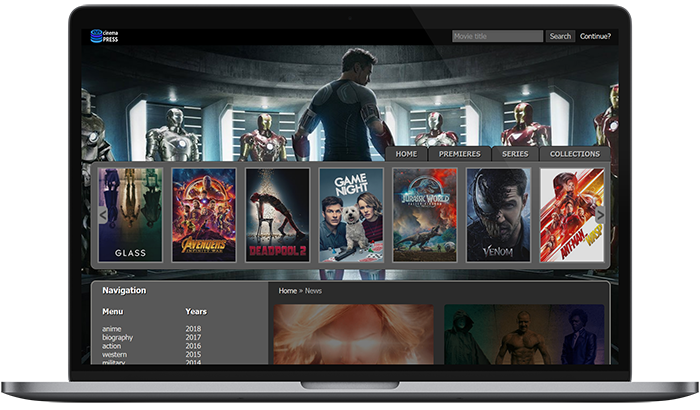 cinema
PRESS
Movie title
Search
Continue?
HOME
PREMIERES
SERIES
COLLECTIONS
GLASS
AVENGERS
INFINITY WAR
DEADPOOL 2
GAME
NIGHT
JURASSIC WORLD
VENOM
ANT-MAN
WASP
Navigation
Home > News
Menu
Years
anime
2018
biography
2017
action
2016
western
2015
military
2014